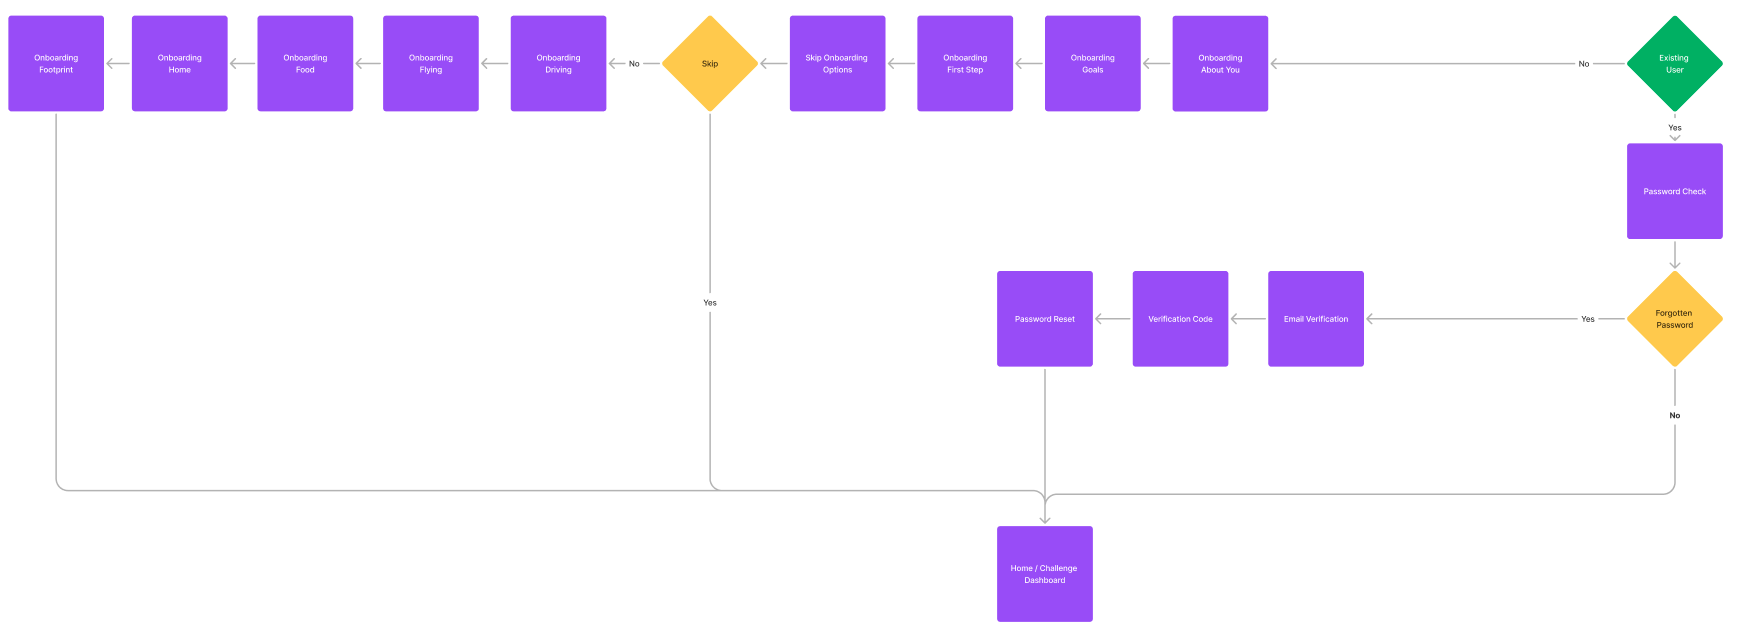 Onboarding
Footprint
Onboarding
Home
Onboarding
Food
Onboarding
Flying
Onboarding
Driving
No
Skip
Skip Onboarding
Options
Onboarding
First Step
Onboarding
Goals
Onboarding
About You
No
Existing
User
Yes
Password Check
Yes
Password Reset
Verification Code
Email Verification
Yes
Forgotten
Password
No
Home / Challenge
Dashboard